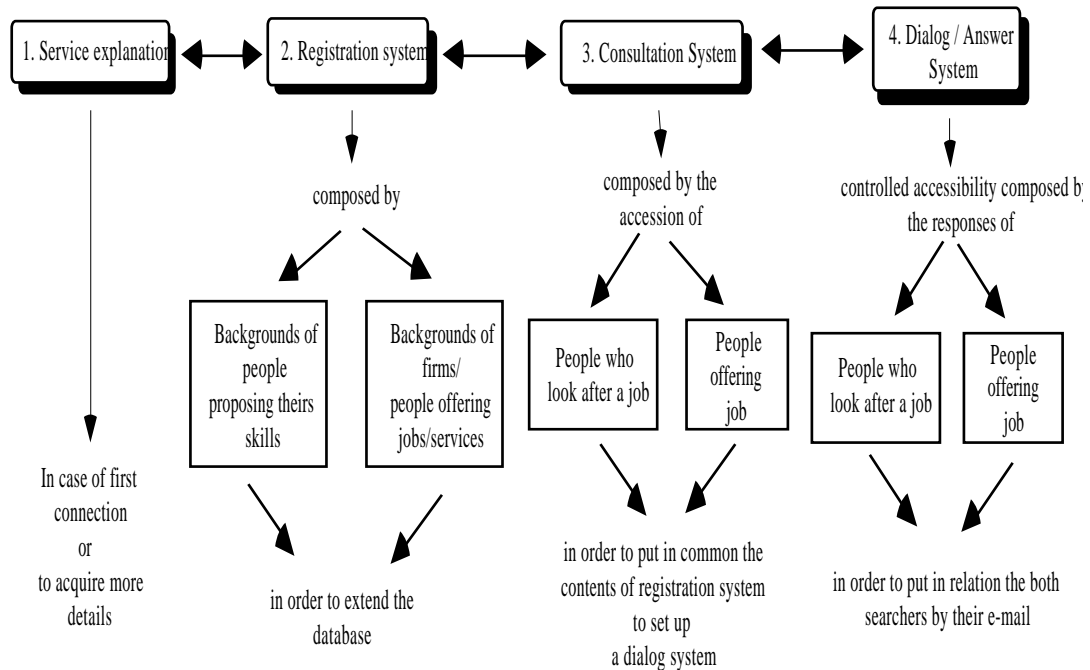 1. Service explanation
2. Registration system
3. Consultation System
4. Dialog / Answer
System
In case of first
connection
or
to acquire more
details
composed by
Backgrounds of
people
proposing theirs
skills
Backgrounds of
firms/
people offering
jobs/services
in order to extend the
database
composed by the
accession of
People who
look after a job
People
offering
job
in order to put in common the
contents of registration system
to set up
a dialog system
controlled accessibility composed by
the responses of
People who
look after a job
People
offering
job
in order to put in relation the both
searchers by their e-mail